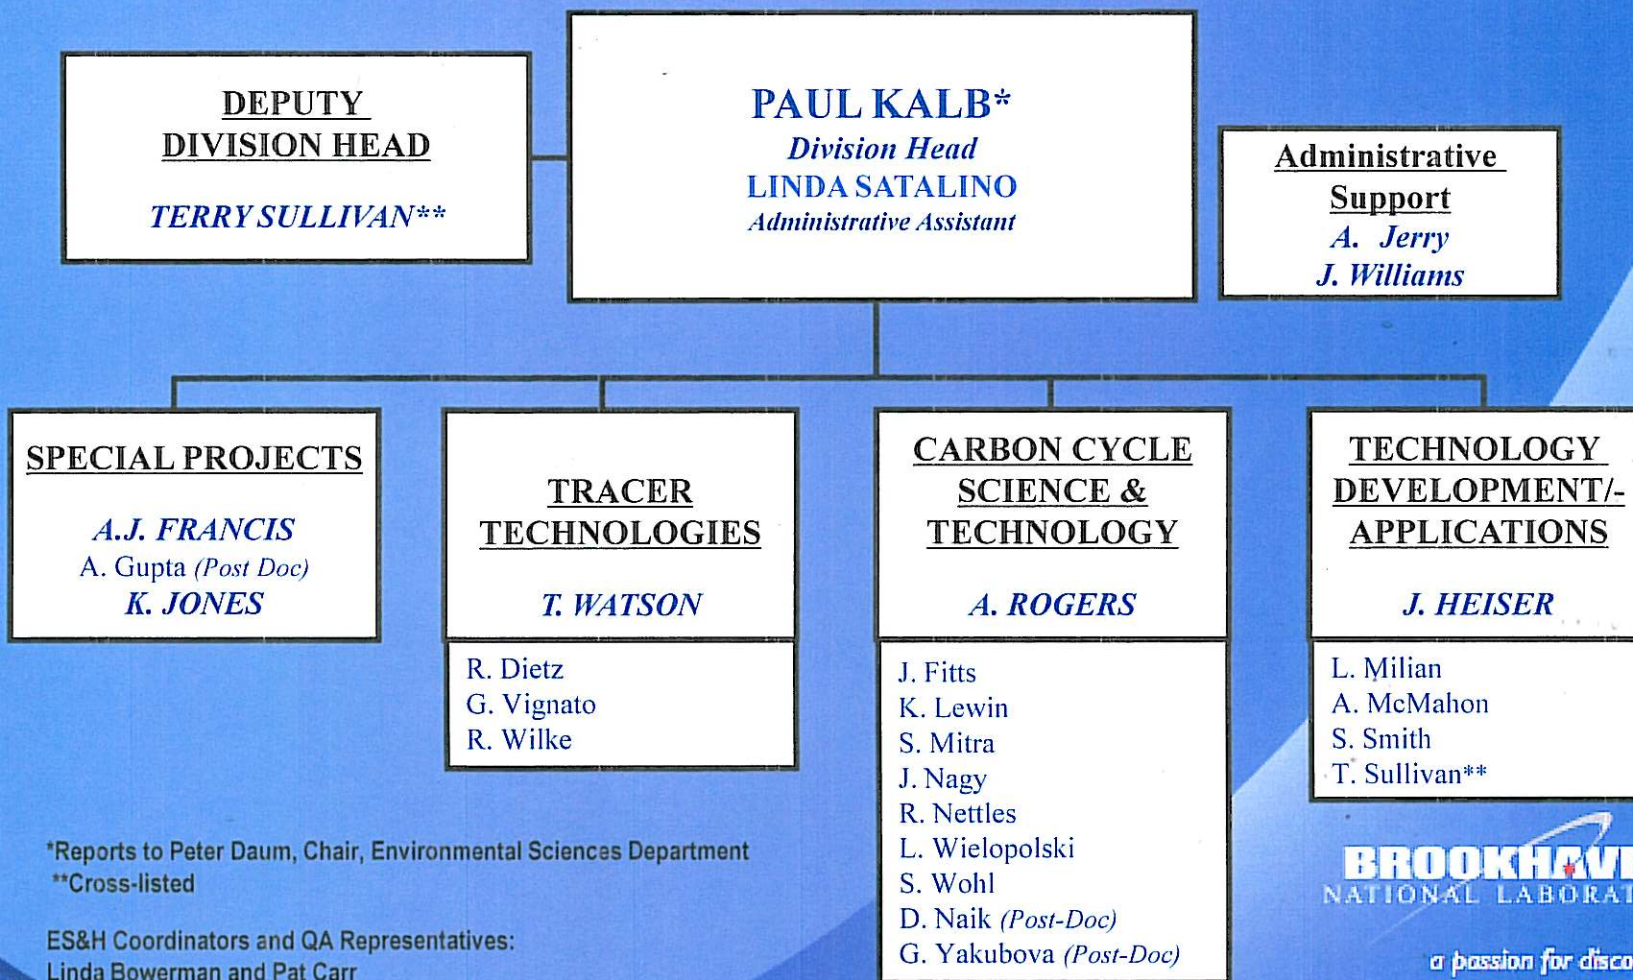 DEPUTY
DIVISION HEAD
TERRY SULLIVAN**
PAUL KALB*
Division Head
LINDA SATALINO
Administrative Assistant
Administrative
Support
A. Jerry
J. Williams
SPECIAL PROJECTS
A.J. FRANCIS
A. Gupta (Post Doc)
K. JONES
TRACER
TECHNOLOGIES
T. WATSON
R. Dietz
G. Vignato
R. Wilke
CARBON CYCLE
SCIENCE &
TECHNOLOGY
A. ROGERS
J. Fitts
K. Lewin
S. Mitra
J. Nagy
R. Nettles
L. Wielopolski
S. Wohl
D. Naik (Post-Doc)
G. Yakubova (Post-Doc)
TECHNOLOGY
DEVELOPMENT/-
APPLICATIONS
J. HEISER
L. Milian
A. McMahon
S. Smith
T. Sullivan**
*Reports to Peter Daum, Chair, Environmental Sciences Department
**Cross-listed
ES&H Coordinators and QA Representatives:
Linda Bowerman and Pat Carr
NATIONAL
a passion for